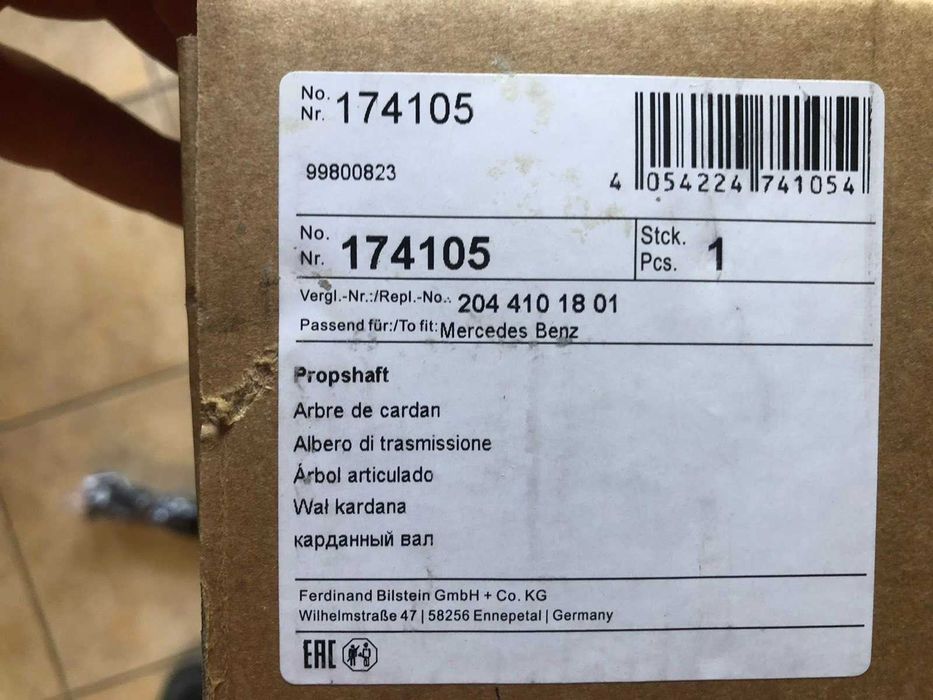 No.
Nr. 174105
99800823
4 054224 741054
No.
Nr. 174105
Stck.
Pcs. 1
Vergl.-Nr.:/Repl.-No.: 204 410 18 01
Passend für:/To fit: Mercedes Benz
Propshaft
Arbre de cardan
Albero di trasmissione
Árbol articulado
Wał kardana
карданный вал
Ferdinand Bilstein GmbH + Co. KG
Wilhelmstraße 47 | 58256 Ennepetal | Germany
EAC